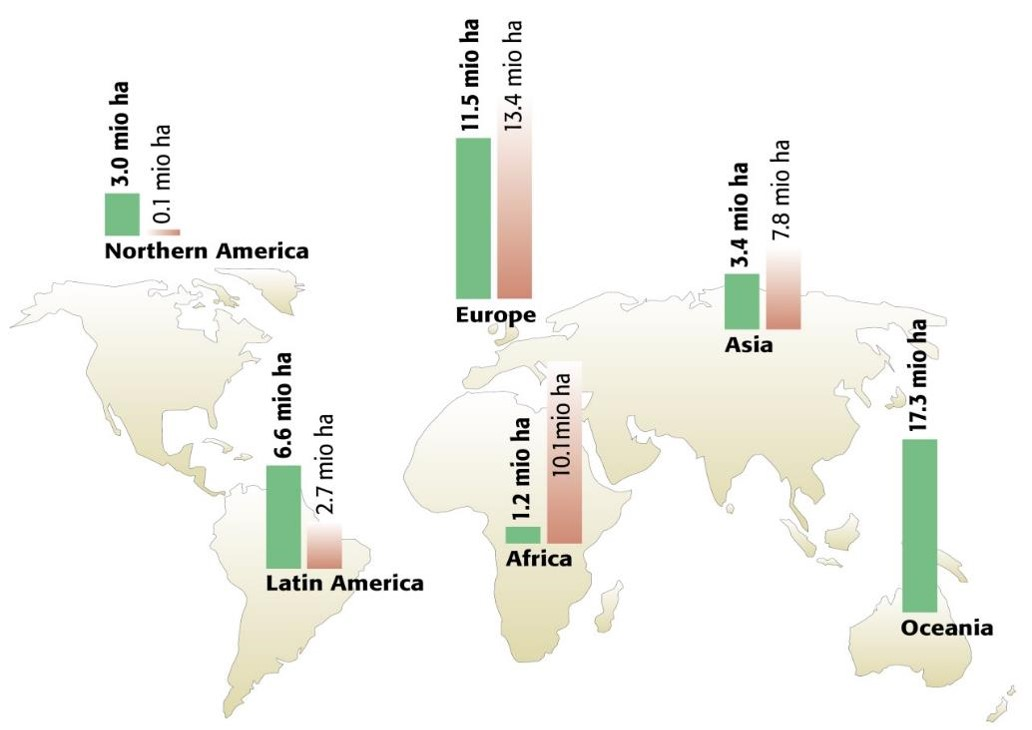 3.0 mio ha
0.1 mio ha
Northern America
11.5 mio ha
13.4 mio ha
Europe
3.4 mio ha
7.8 mio ha
Asia
6.6 mio ha
2.7 mio ha
Latin America
1.2 mio ha
10.1 mio ha
Africa
17.3 mio ha
Oceania